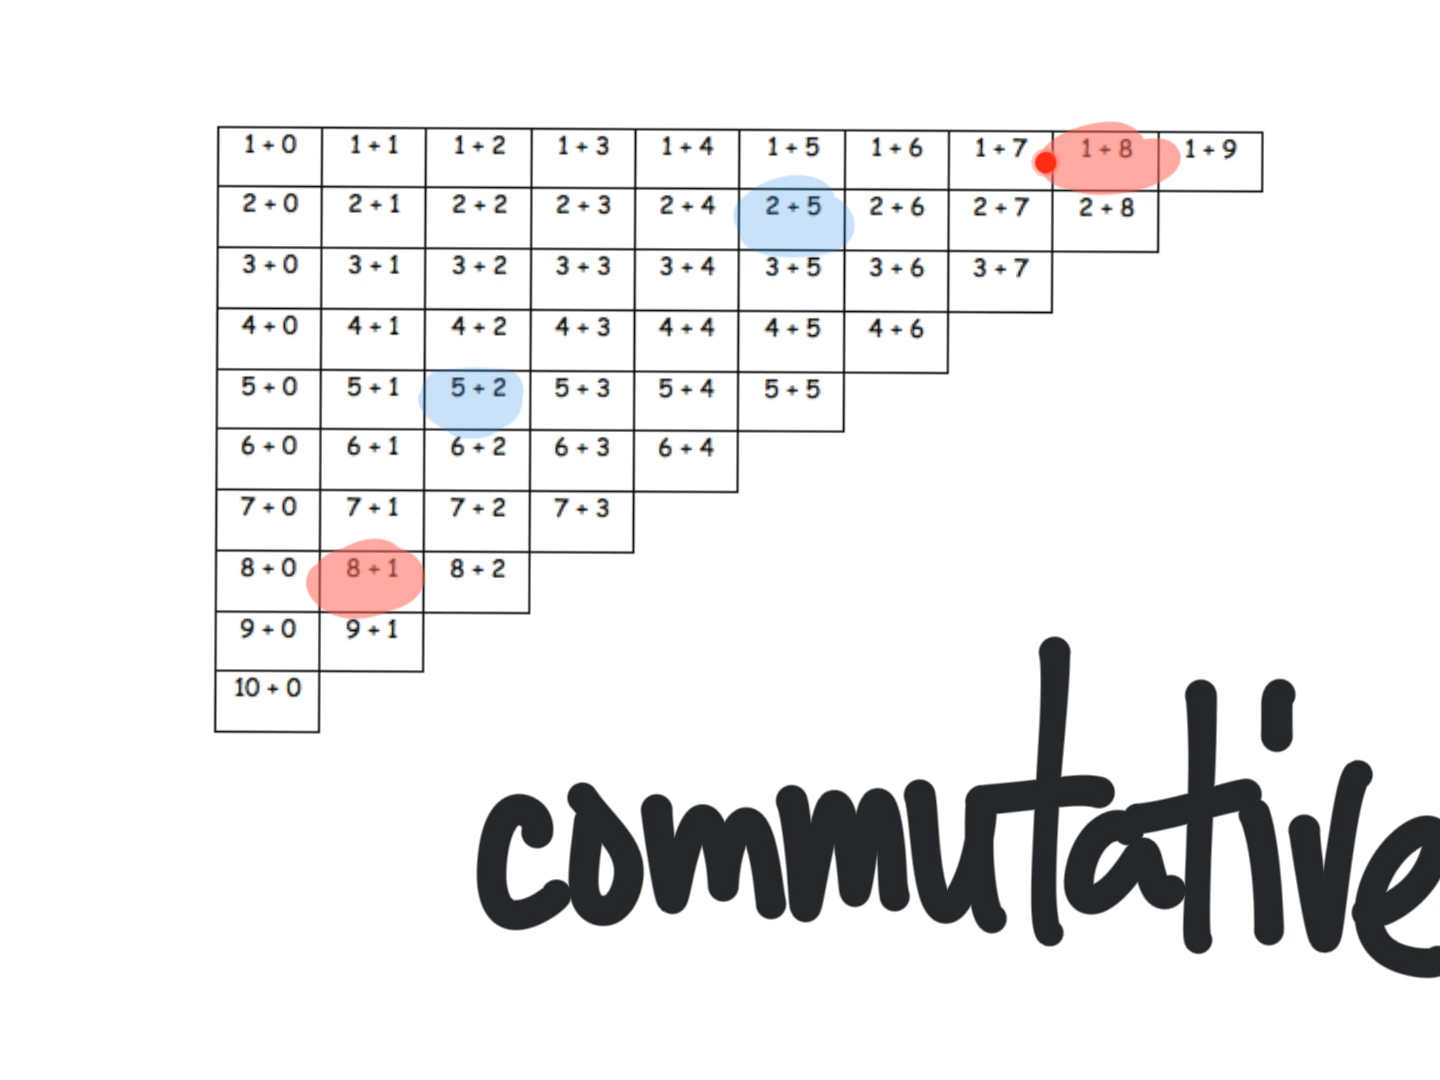 1 + 0 1 + 1 1 + 2 1 + 3 1 + 4 1 + 5 1 + 6 1 + 7 1 + 8 1 + 9
2 + 0 2 + 1 2 + 2 2 + 3 2 + 4 2 + 5 2 + 6 2 + 7 2 + 8
3 + 0 3 + 1 3 + 2 3 + 3 3 + 4 3 + 5 3 + 6 3 + 7
4 + 0 4 + 1 4 + 2 4 + 3 4 + 4 4 + 5 4 + 6
5 + 0 5 + 1 5 + 2 5 + 3 5 + 4 5 + 5
6 + 0 6 + 1 6 + 2 6 + 3 6 + 4
7 + 0 7 + 1 7 + 2 7 + 3
8 + 0 8 + 1 8 + 2
9 + 0 9 + 1
10 + 0
commutative